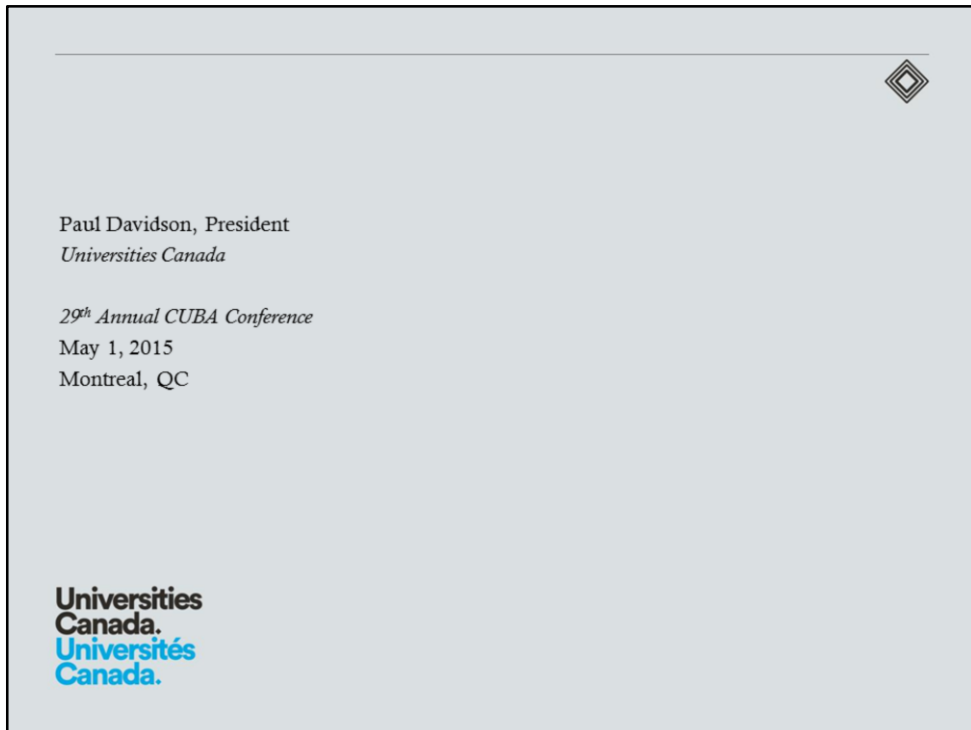 Paul Davidson, President
Universities Canada
29th Annual CUBA Conference
May 1, 2015
Montreal, QC
Universities
Canada.
Universités
Canada.